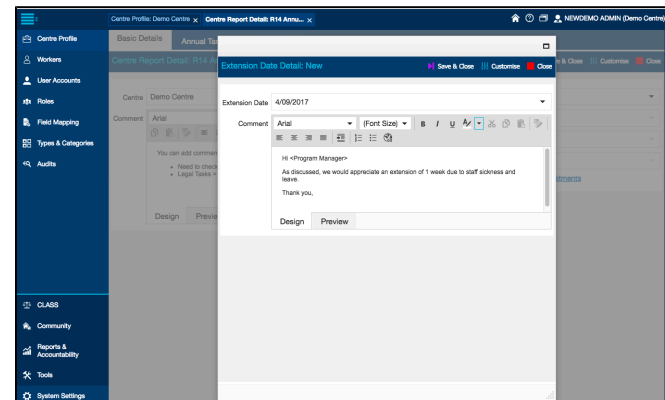 Centre Profile: Demo Centre x Centre Report Detail: R14 Annu... x NEWDEMO ADMIN (Demo Centre)
Centre Profile
Workers
User Accounts
Roles
Field Mapping
Types & Categories
Audits
CLASS
Community
Reports &
Accountability
Tools
System Settings
Basic Details Annual Tas
Centre Report Detail: R14 A
& Close Customise Close
Centre Demo Centre
Comment Arial
You can add commen
Need to check
Legal Tasks =
Design Previe
Extension Date Detail: New Save & Close Customise Close
Extension Date 4/09/2017
Comment Arial (Font Size) B I U
Hi <Program Manager>
As discussed, we would appreciate an extension of 1 week due to staff sickness and
leave.
Thank you,
Design Preview